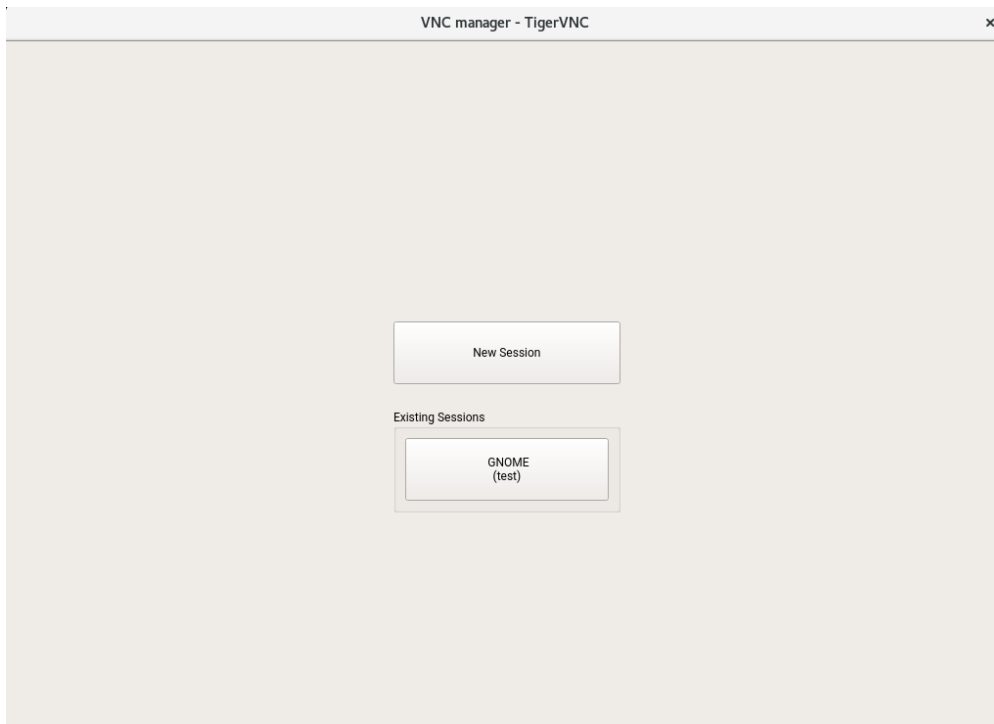 VNC manager - TigerVNC
New Session
Existing Sessions
GNOME
(test)